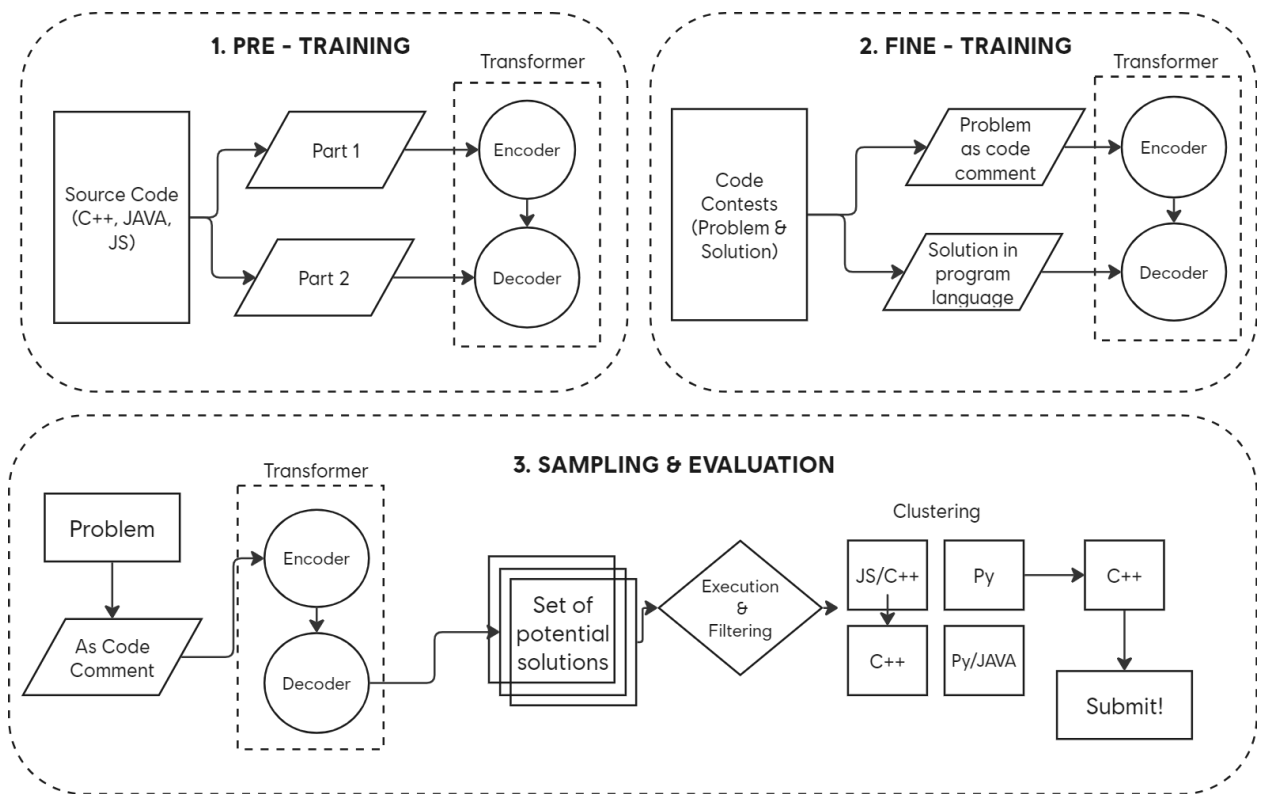 1. PRE - TRAINING
Transformer
Source Code
(C++, JAVA,
JS)
Part 1
Part 2
Encoder
Decoder
2. FINE - TRAINING
Transformer
Code
Contests
(Problem &
Solution)
Problem
as code
comment
Solution in
program
language
Encoder
Decoder
3. SAMPLING & EVALUATION
Problem
As Code
Comment
Transformer
Encoder
Decoder
Set of
potential
solutions
Execution
&
Filtering
Clustering
JS/C++
Py
C++
C++
Py/JAVA
Submit!